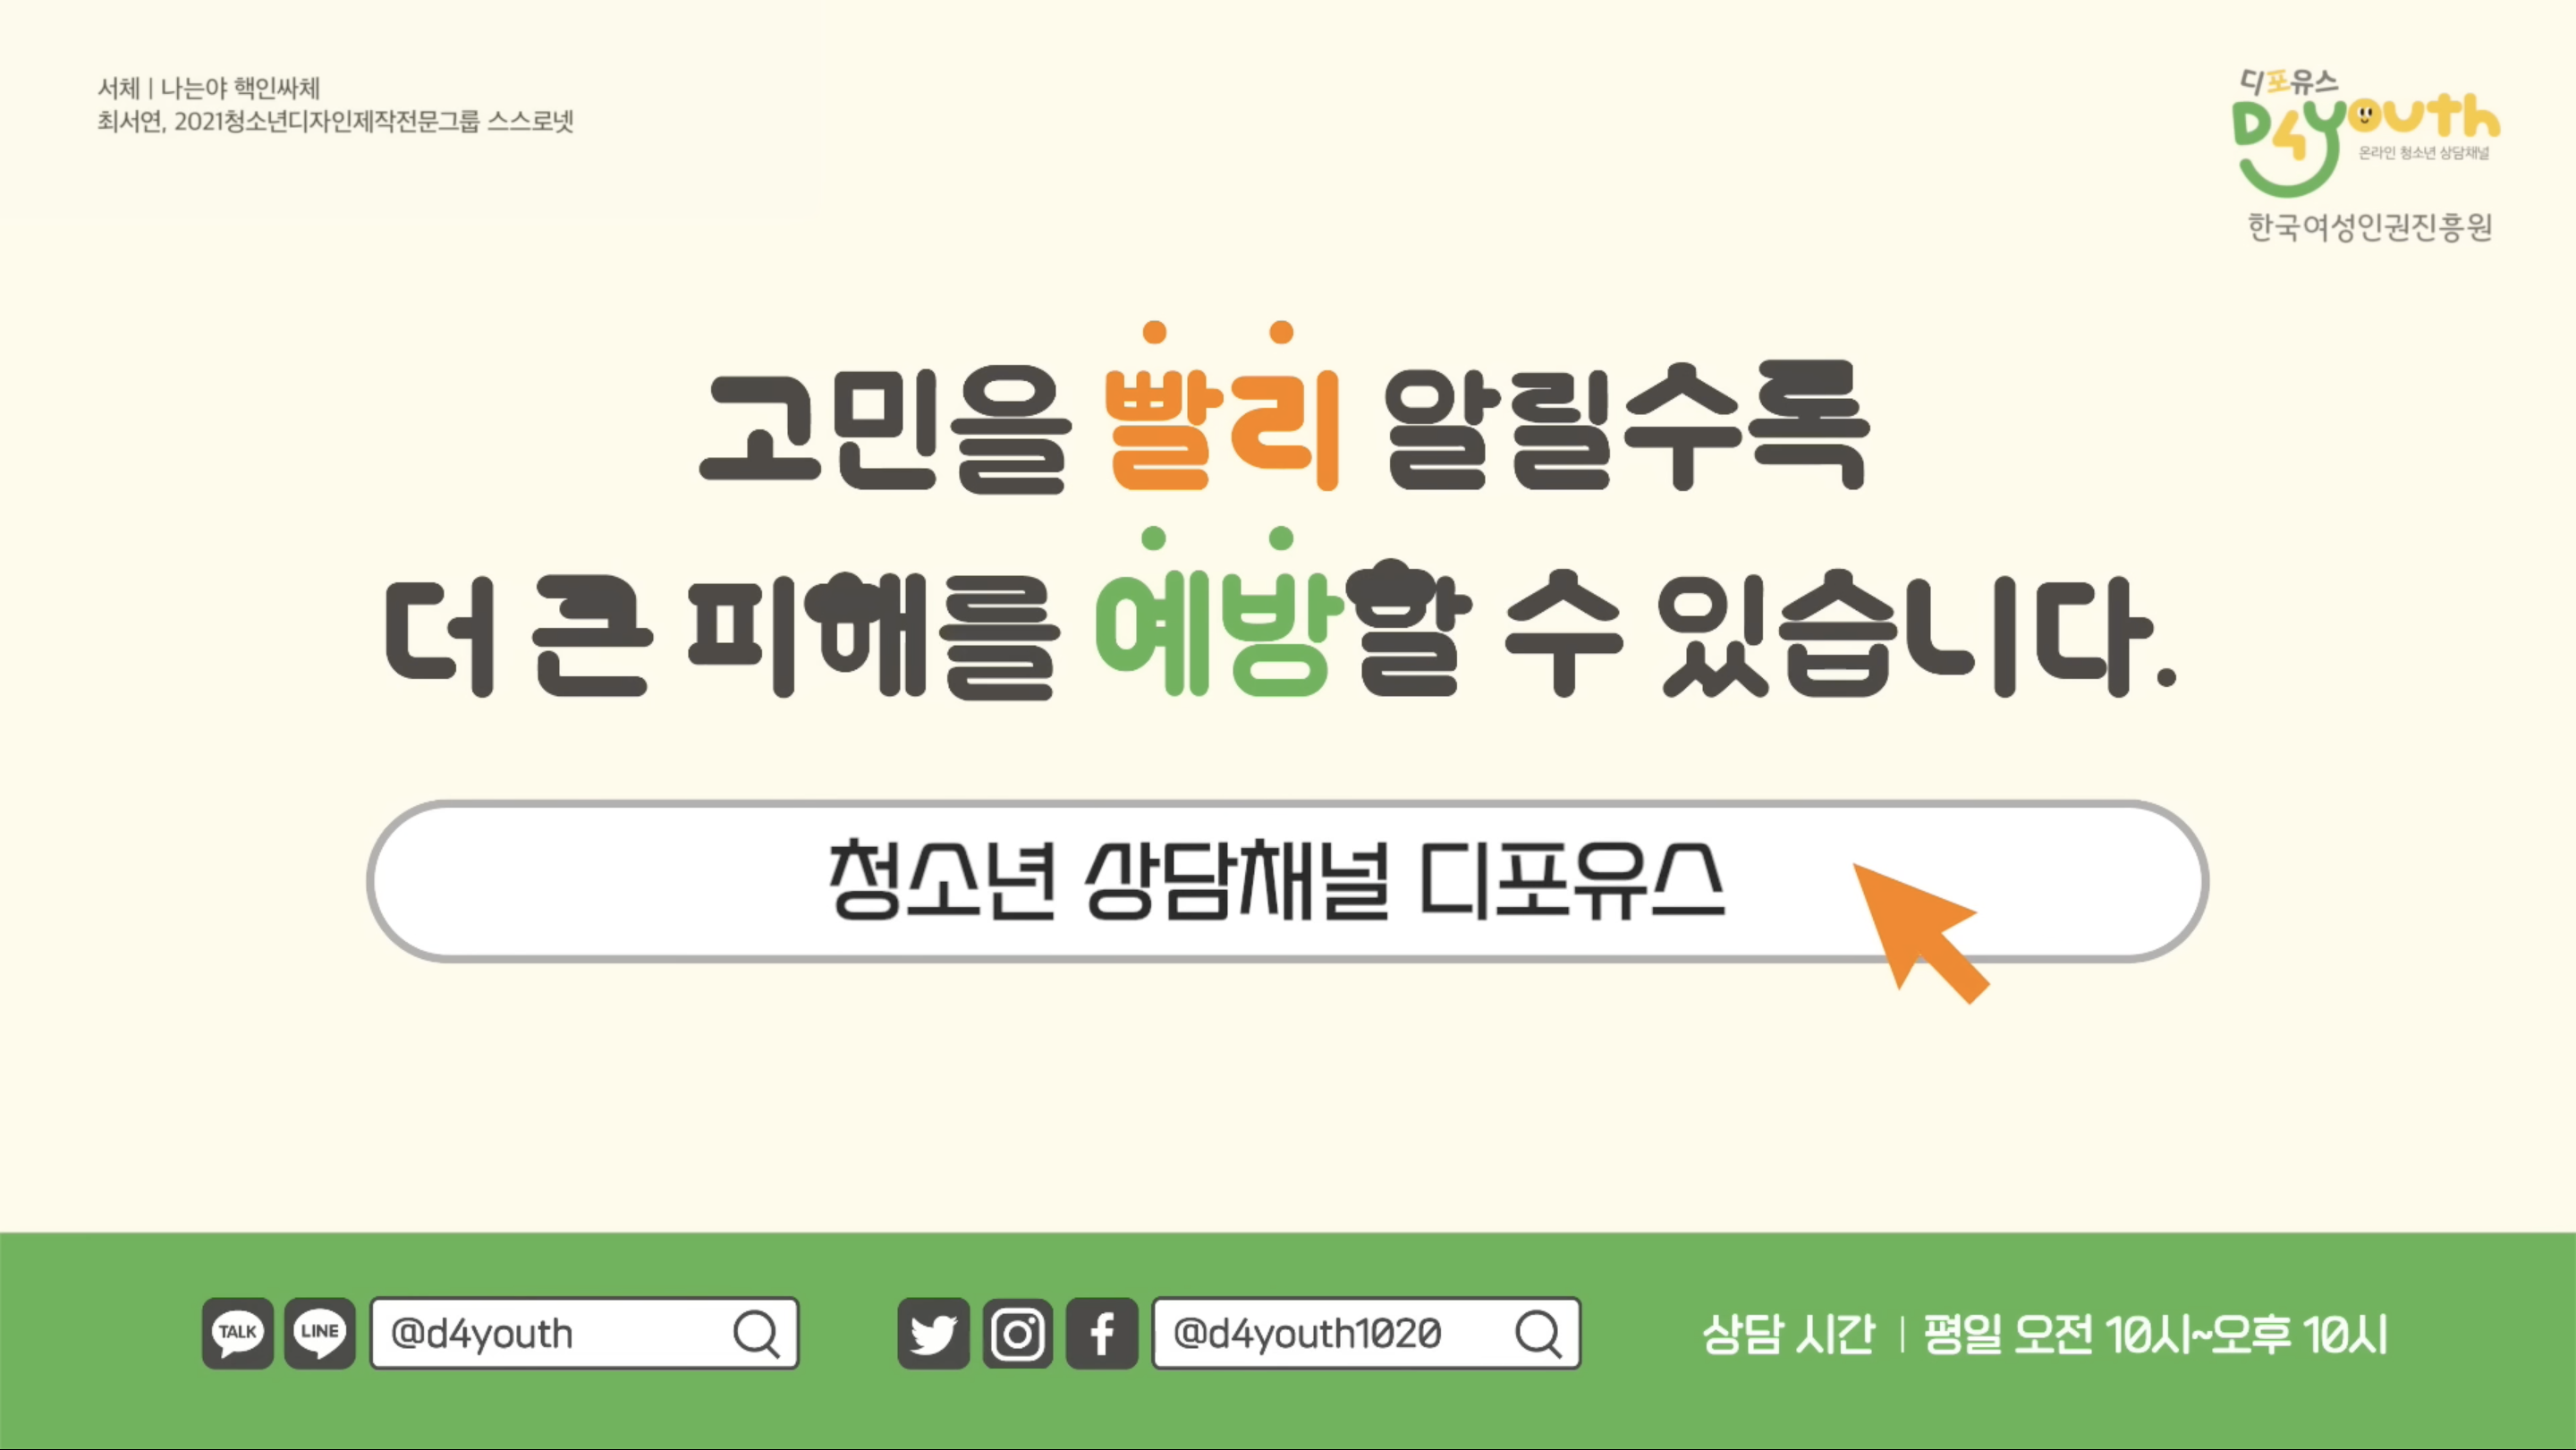 서체 | 나는야 핵인싸체
최서연, 2021청소년디자인제작전문그룹 스스로넷
디포유스
D4youth
온라인 청소년 상담채널
한국여성인권진흥원
고민을 빨리 알릴수록
더 큰 피해를 예방할 수 있습니다.
청소년 상담채널 디포유스
TALK LINE @d4youth
@d4youth1020
상담 시간 | 평일 오전 10시~오후 10시